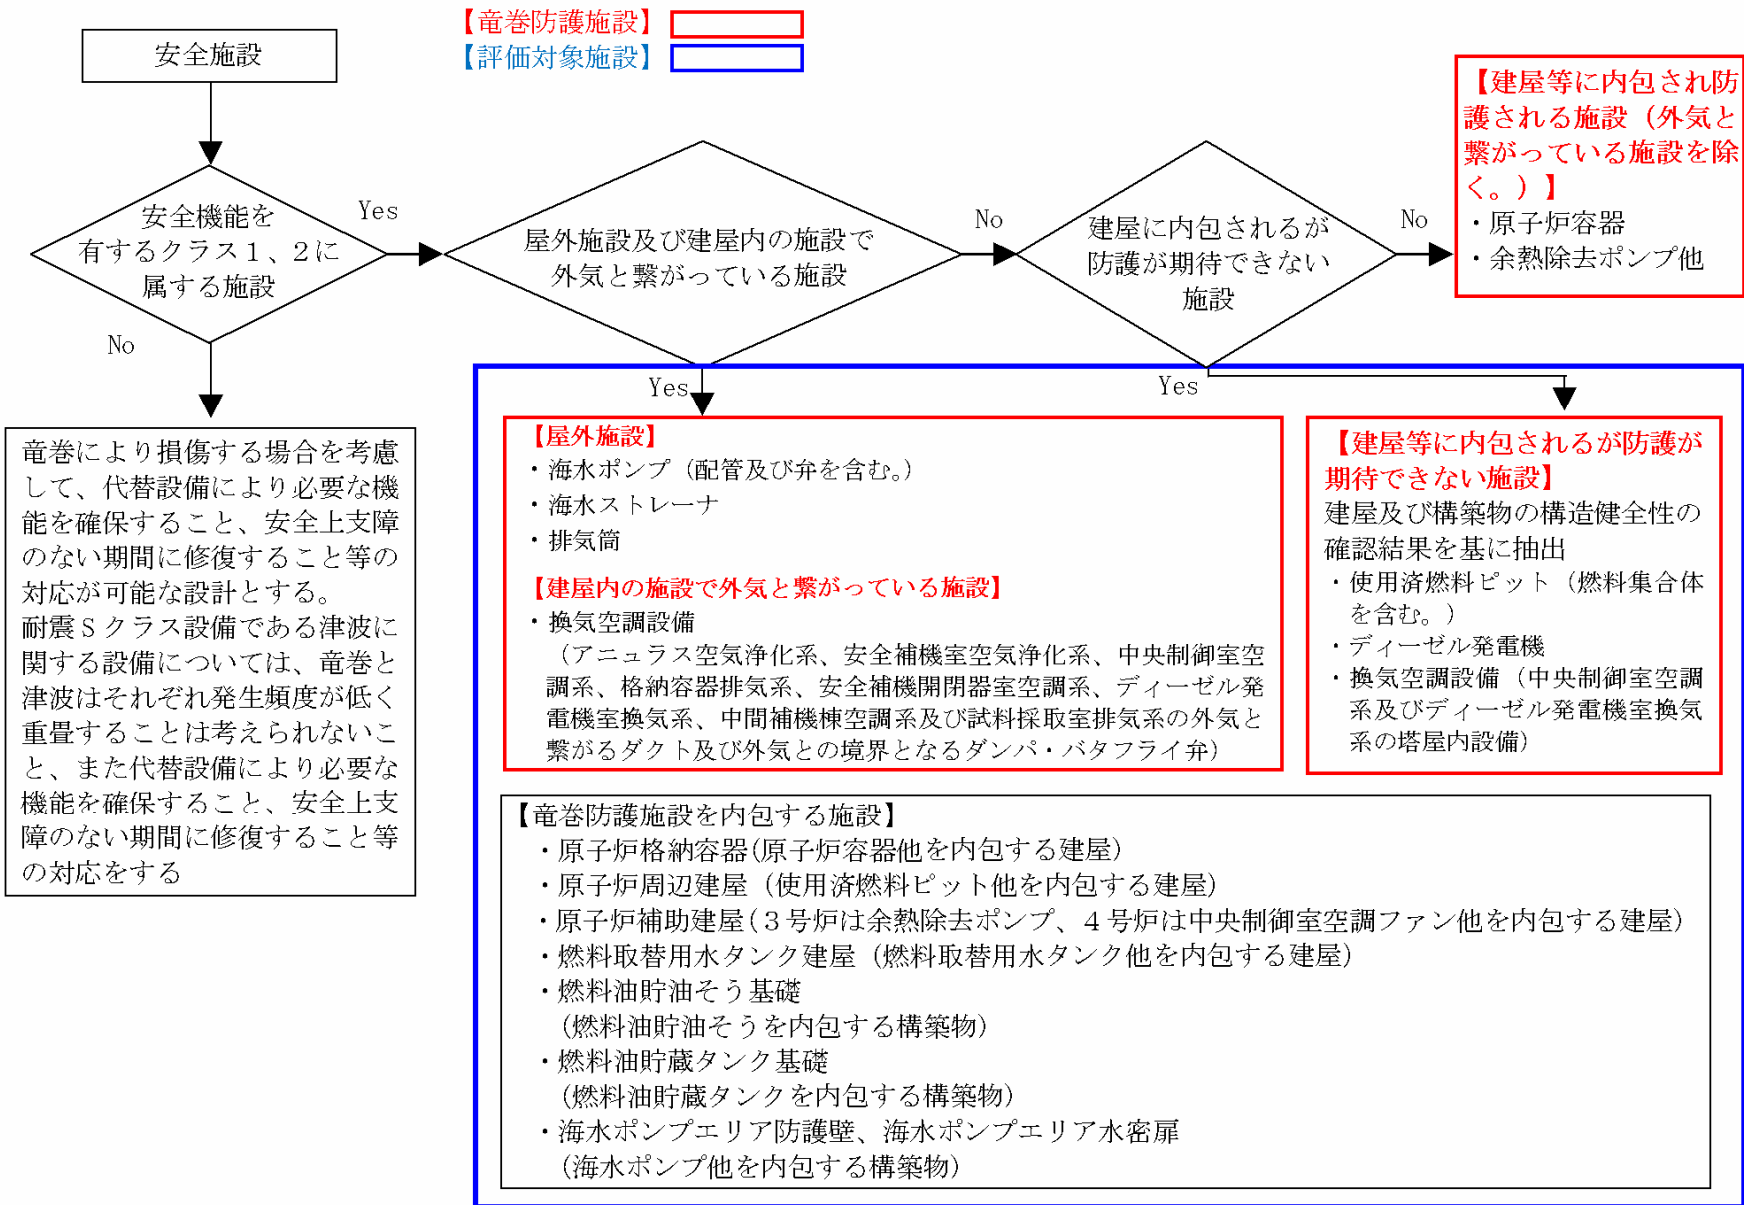 【竜巻防護施設】
【評価対象施設】
安全施設
安全機能を
有するクラス１、２に
属する施設
Yes
No
屋外施設及び建屋内の施設で
外気と繋がっている施設
No
Yes
建屋に内包されるが
防護が期待できない
施設
No
Yes
【建屋等に内包され防
護される施設（外気と
繋がっている施設を除
く。）】
・原子炉容器
・余熱除去ポンプ他
竜巻により損傷する場合を考慮
して、代替設備により必要な機
能を確保すること、安全上支障
のない期間に修復すること等の
対応が可能な設計とする。
耐震Ｓクラス設備である津波に
関する設備については、竜巻と
津波はそれぞれ発生頻度が低く
重畳することは考えられないこ
と、また代替設備により必要な
機能を確保すること、安全上支
障のない期間に修復すること等
の対応をする
【屋外施設】
・海水ポンプ（配管及び弁を含む。）
・海水ストレーナ
・排気筒
【建屋内の施設で外気と繋がっている施設】
・換気空調設備
（アニュラス空気浄化系、安全補機室空気浄化系、中央制御室空
調系、格納容器排気系、安全補機開閉器室空調系、ディーゼル発
電機室換気系、中間補機棟空調系及び試料採取室排気系の外気と
繋がるダクト及び外気との境界となるダンパ・バタフライ弁）
【建屋等に内包されるが防護が
期待できない施設】
建屋及び構築物の構造健全性の
確認結果を基に抽出
・使用済燃料ピット（燃料集合体
を含む。）
・ディーゼル発電機
・換気空調設備（中央制御室空調
系及びディーゼル発電機室換気
系の塔屋内設備）
【竜巻防護施設を内包する施設】
・原子炉格納容器(原子炉容器他を内包する建屋）
・原子炉周辺建屋（使用済燃料ピット他を内包する建屋）
・原子炉補助建屋(３号炉は余熱除去ポンプ、４号炉は中央制御室空調ファン他を内包する建屋）
・燃料取替用水タンク建屋（燃料取替用水タンク他を内包する建屋）
・燃料油貯油そう基礎
（燃料油貯油そうを内包する構築物）
・燃料油貯蔵タンク基礎
（燃料油貯蔵タンクを内包する構築物）
・海水ポンプエリア防護壁、海水ポンプエリア水密扉
（海水ポンプ他を内包する構築物）